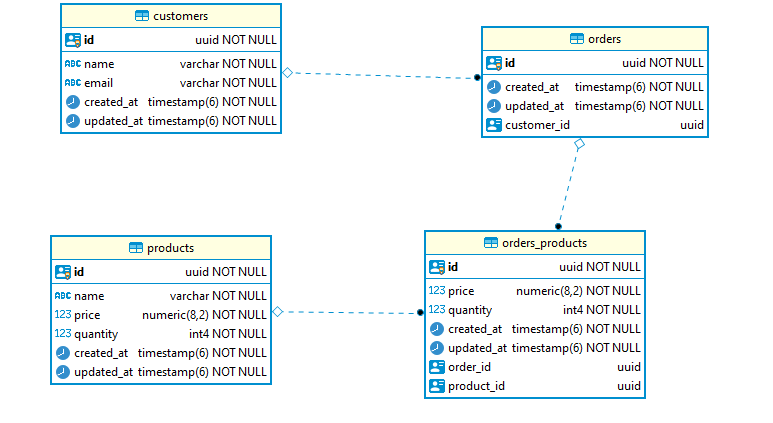 customers
id uuid NOT NULL
ABC name varchar NOT NULL
ABC email varchar NOT NULL
created_at timestamp(6) NOT NULL
updated_at timestamp(6) NOT NULL
orders
id uuid NOT NULL
created_at timestamp(6) NOT NULL
updated_at timestamp(6) NOT NULL
customer_id uuid
products
id uuid NOT NULL
ABC name varchar NOT NULL
123 price numeric(8,2) NOT NULL
123 quantity int4 NOT NULL
created_at timestamp(6) NOT NULL
updated_at timestamp(6) NOT NULL
orders_products
id uuid NOT NULL
123 price numeric(8,2) NOT NULL
123 quantity int4 NOT NULL
created_at timestamp(6) NOT NULL
updated_at timestamp(6) NOT NULL
order_id uuid
product_id uuid